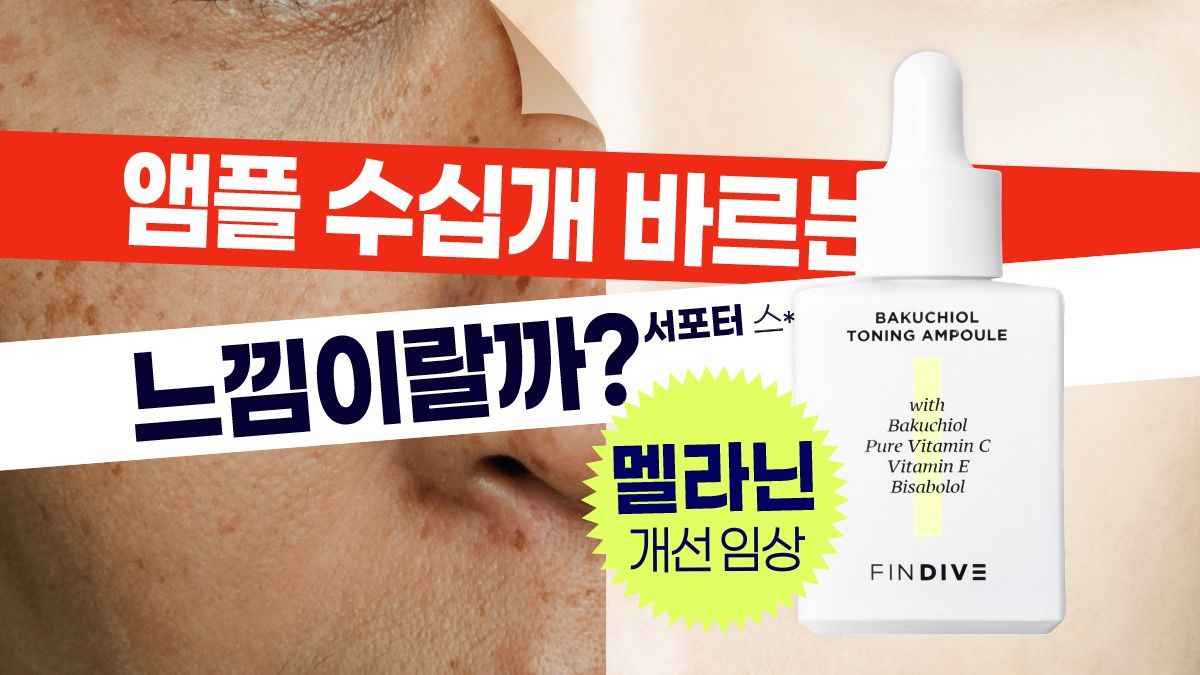 앰플 수십개 바르는
느낌이랄까?
서포터 스*
멜라닌
개선 임상
BAKUCHIOL
TONING AMPOULE
with
Bakuchiol
Pure Vitamin C
Vitamin E
Bisabolol
FINDIVE